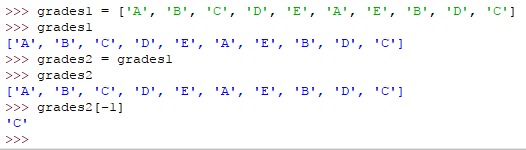 >>> grades1 = ['A', 'B', 'C', 'D', 'E', 'A', 'E', 'B', 'D', 'C']
>>> grades1
['A', 'B', 'C', 'D', 'E', 'A', 'E', 'B', 'D', 'C']
>>> grades2 = grades1
>>> grades2
['A', 'B', 'C', 'D', 'E', 'A', 'E', 'B', 'D', 'C']
>>> grades2[-1]
'C'
>>>